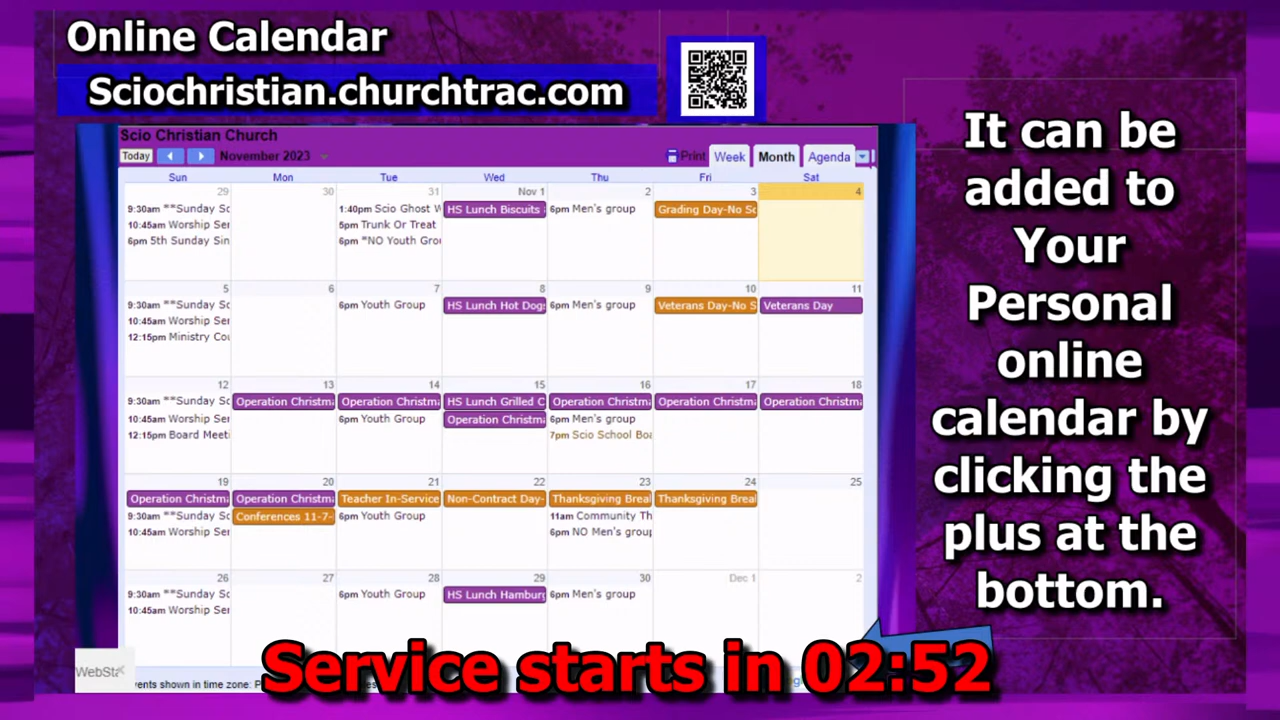 Online Calendar
Sciochristian.churchtrac.com
It can be
added to
Your
Personal
online
calendar by
clicking the
plus at the
bottom.
Scio Christian Church
Today November 2023 Print Week Month Agenda
Sun Mon Tue Wed Thu Fri Sat
29 30 31 Nov 1 2 3 4
9:30am **Sunday Sc 1:40pm Scio Ghost W HS Lunch Biscuits 6pm Men's group Grading Day-No Sc
10:45am Worship Ser 5pm Trunk Or Treat
6pm 5th Sunday Sin 6pm *NO Youth Grou
5 6 7 8 9 10 11
9:30am **Sunday Sc 6pm Youth Group HS Lunch Hot Dogs 6pm Men's group Veterans Day-No S Veterans Day
10:45am Worship Ser
12:15pm Ministry Cou
12 13 14 15 16 17 18
9:30am **Sunday Sc Operation Christma Operation Christma HS Lunch Grilled C Operation Christma Operation Christma Operation Christma
10:45am Worship Ser 6pm Youth Group Operation Christma 6pm Men's group
12:15pm Board Meeti 7pm Scio School Boa
19 20 21 22 23 24 25
Operation Christma Operation Christma Teacher In-Service Non-Contract Day- Thanksgiving Breal Thanksgiving Breal
9:30am **Sunday Sc Conferences 11-7- 6pm Youth Group 11am Community Th
10:45am Worship Ser 6pm NO Men's group
26 27 28 29 30 Dec 1 2
9:30am **Sunday Sc 6pm Youth Group HS Lunch Hamburg 6pm Men's group
10:45am Worship Ser
WebSta
vents shown in time zone: P
Service starts in 02:52